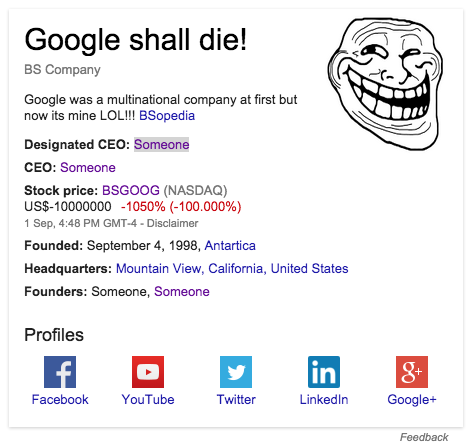 Google shall die!
BS Company
Google was a multinational company at first but
now its mine LOL!!! BSopedia
Designated CEO: Someone
CEO: Someone
Stock price: BSGOOG (NASDAQ)
US$-10000000 -1050% (-100.000%)
1 Sep, 4:48 PM GMT-4 - Disclaimer
Founded: September 4, 1998, Antartica
Headquarters: Mountain View, California, United States
Founders: Someone, Someone
Profiles
f
YouTube
in
g+
Facebook YouTube Twitter LinkedIn Google+
Feedback